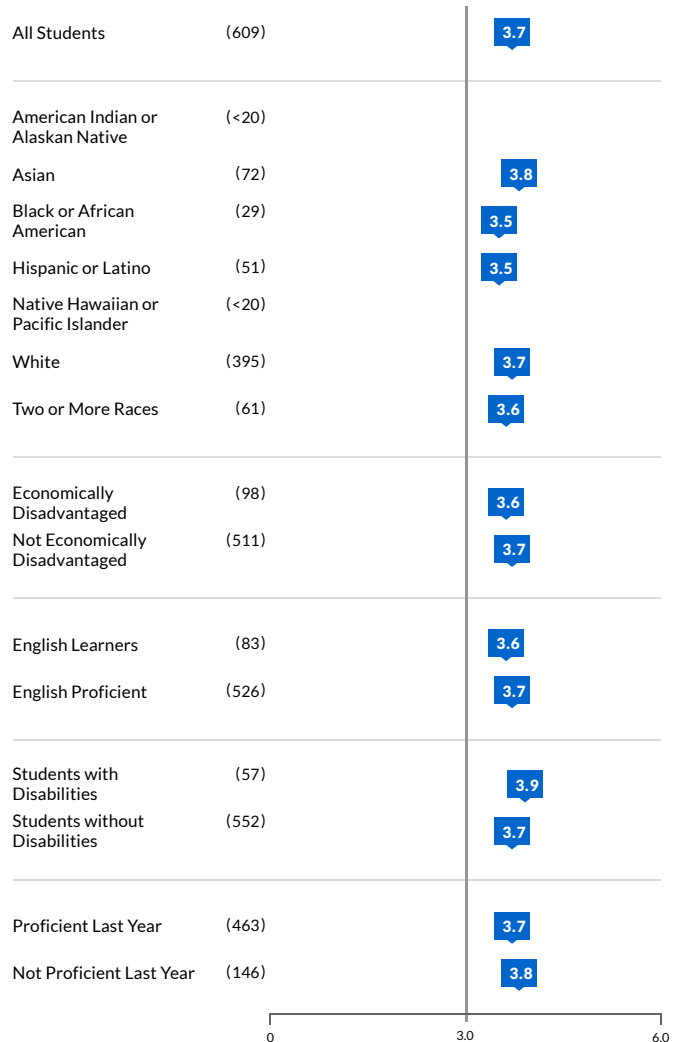 All Students (609) 3.7
American Indian or (<20)
Alaskan Native
Asian (72) 3.8
Black or African (29) 3.5
American
Hispanic or Latino (51) 3.5
Native Hawaiian or (<20)
Pacific Islander
White (395) 3.7
Two or More Races (61) 3.6
Economically (98) 3.6
Disadvantaged
Not Economically (511) 3.7
Disadvantaged
English Learners (83) 3.6
English Proficient (526) 3.7
Students with (57) 3.9
Disabilities
Students without (552) 3.7
Disabilities
Proficient Last Year (463) 3.7
Not Proficient Last Year (146) 3.8
0 3.0 6.0